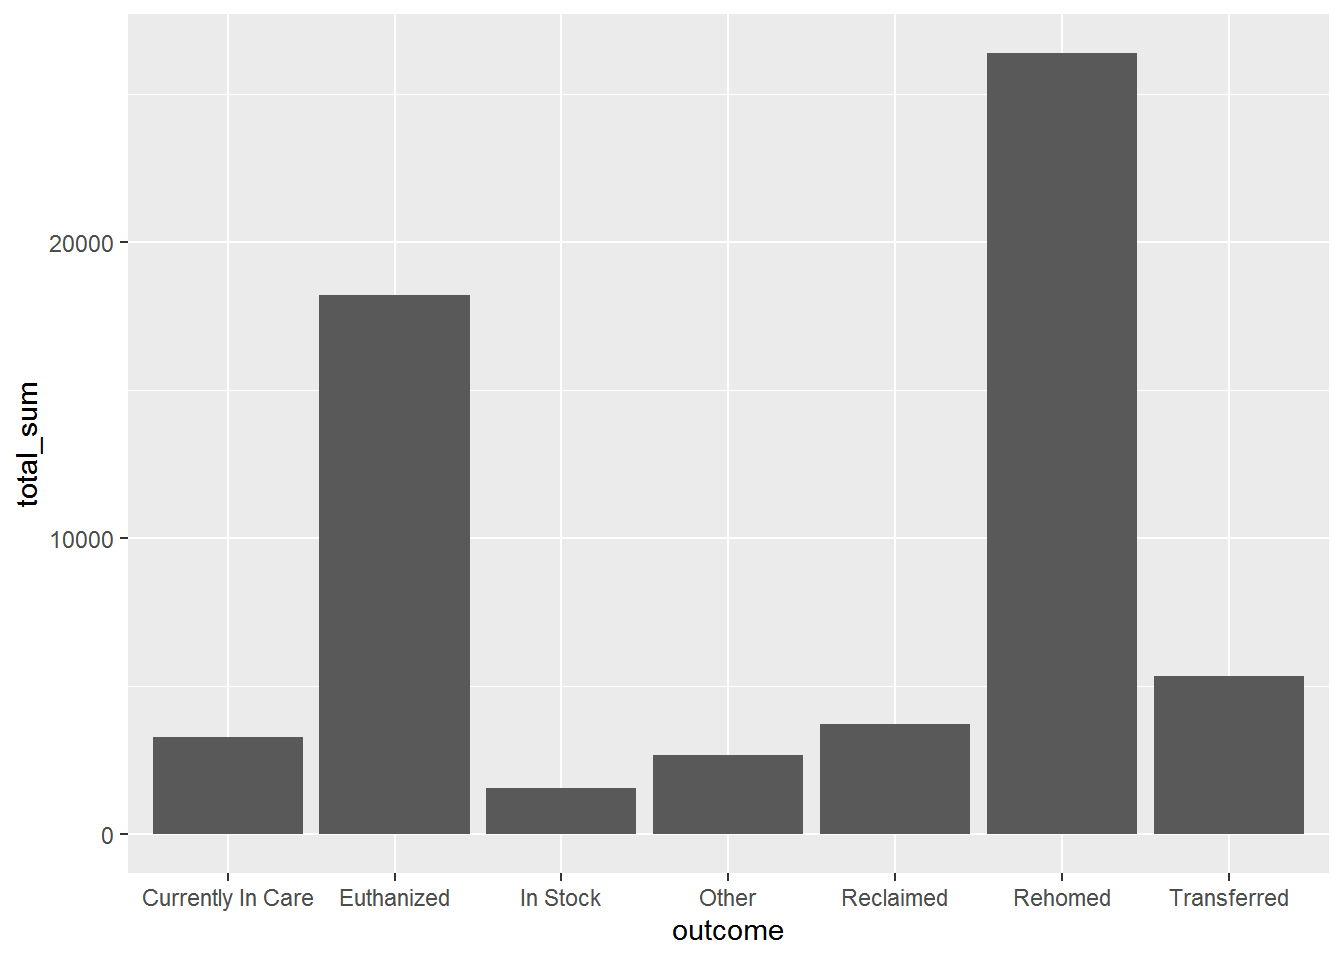 total_sum
20000
10000
0
Currently In Care Euthanized In Stock Other Reclaimed Rehomed Transferred
outcome